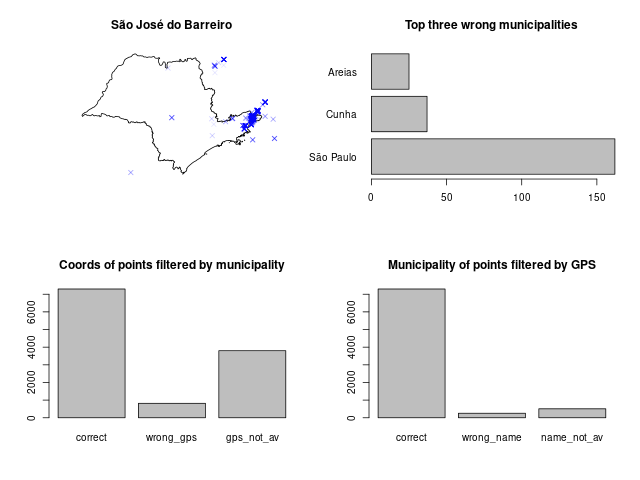 São José do Barreiro
Top three wrong municipalities
Areias
Cunha
São Paulo
0 50 100 150
Coords of points filtered by municipality
0 2000 4000 6000
correct wrong_gps gps_not_av
Municipality of points filtered by GPS
0 2000 4000 6000
correct wrong_name name_not_av